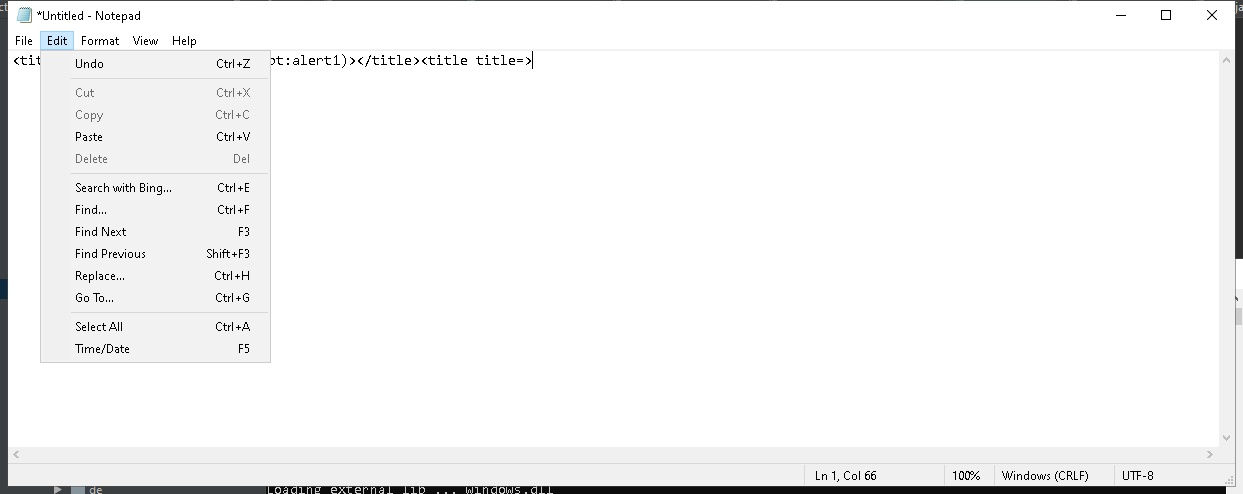 *Untitled - Notepad
File Edit Format View Help
<tit ot:alert1)></title><title title=>
Undo Ctrl+Z
Cut Ctrl+X
Copy Ctrl+C
Paste Ctrl+V
Delete Del
Search with Bing... Ctrl+E
Find... Ctrl+F
Find Next F3
Find Previous Shift+F3
Replace... Ctrl+H
Go To... Ctrl+G
Select All Ctrl+A
Time/Date F5
Ln 1, Col 66 100% Windows (CRLF) UTF-8
de Loading external lib ... windows.dll